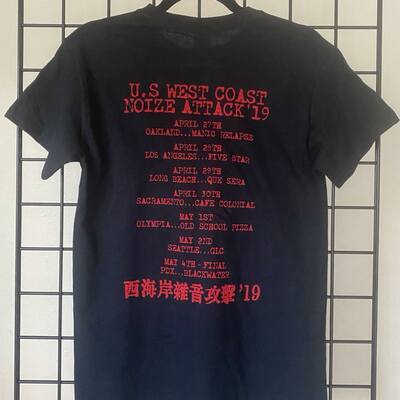 U.S WEST COAST
NOIZE ATTACK'19
APRIL 27TH
OAKLAND...MANIC RELAPSE
APRIL 28TH
LOS ANGELES...FIVE STAR
APRIL 29TH
LONG BEACH...QUE SERA
APRIL 30TH
SACRAMENTO...CAFE COLONIAL
MAY 1ST
OLYMPIA...OLD SCHOOL PIZZA
MAY 2ND
SEATTLE...GLC
MAY 4TH-FINAL
PDX...BLACKWATER
西海岸雜音攻撃'19